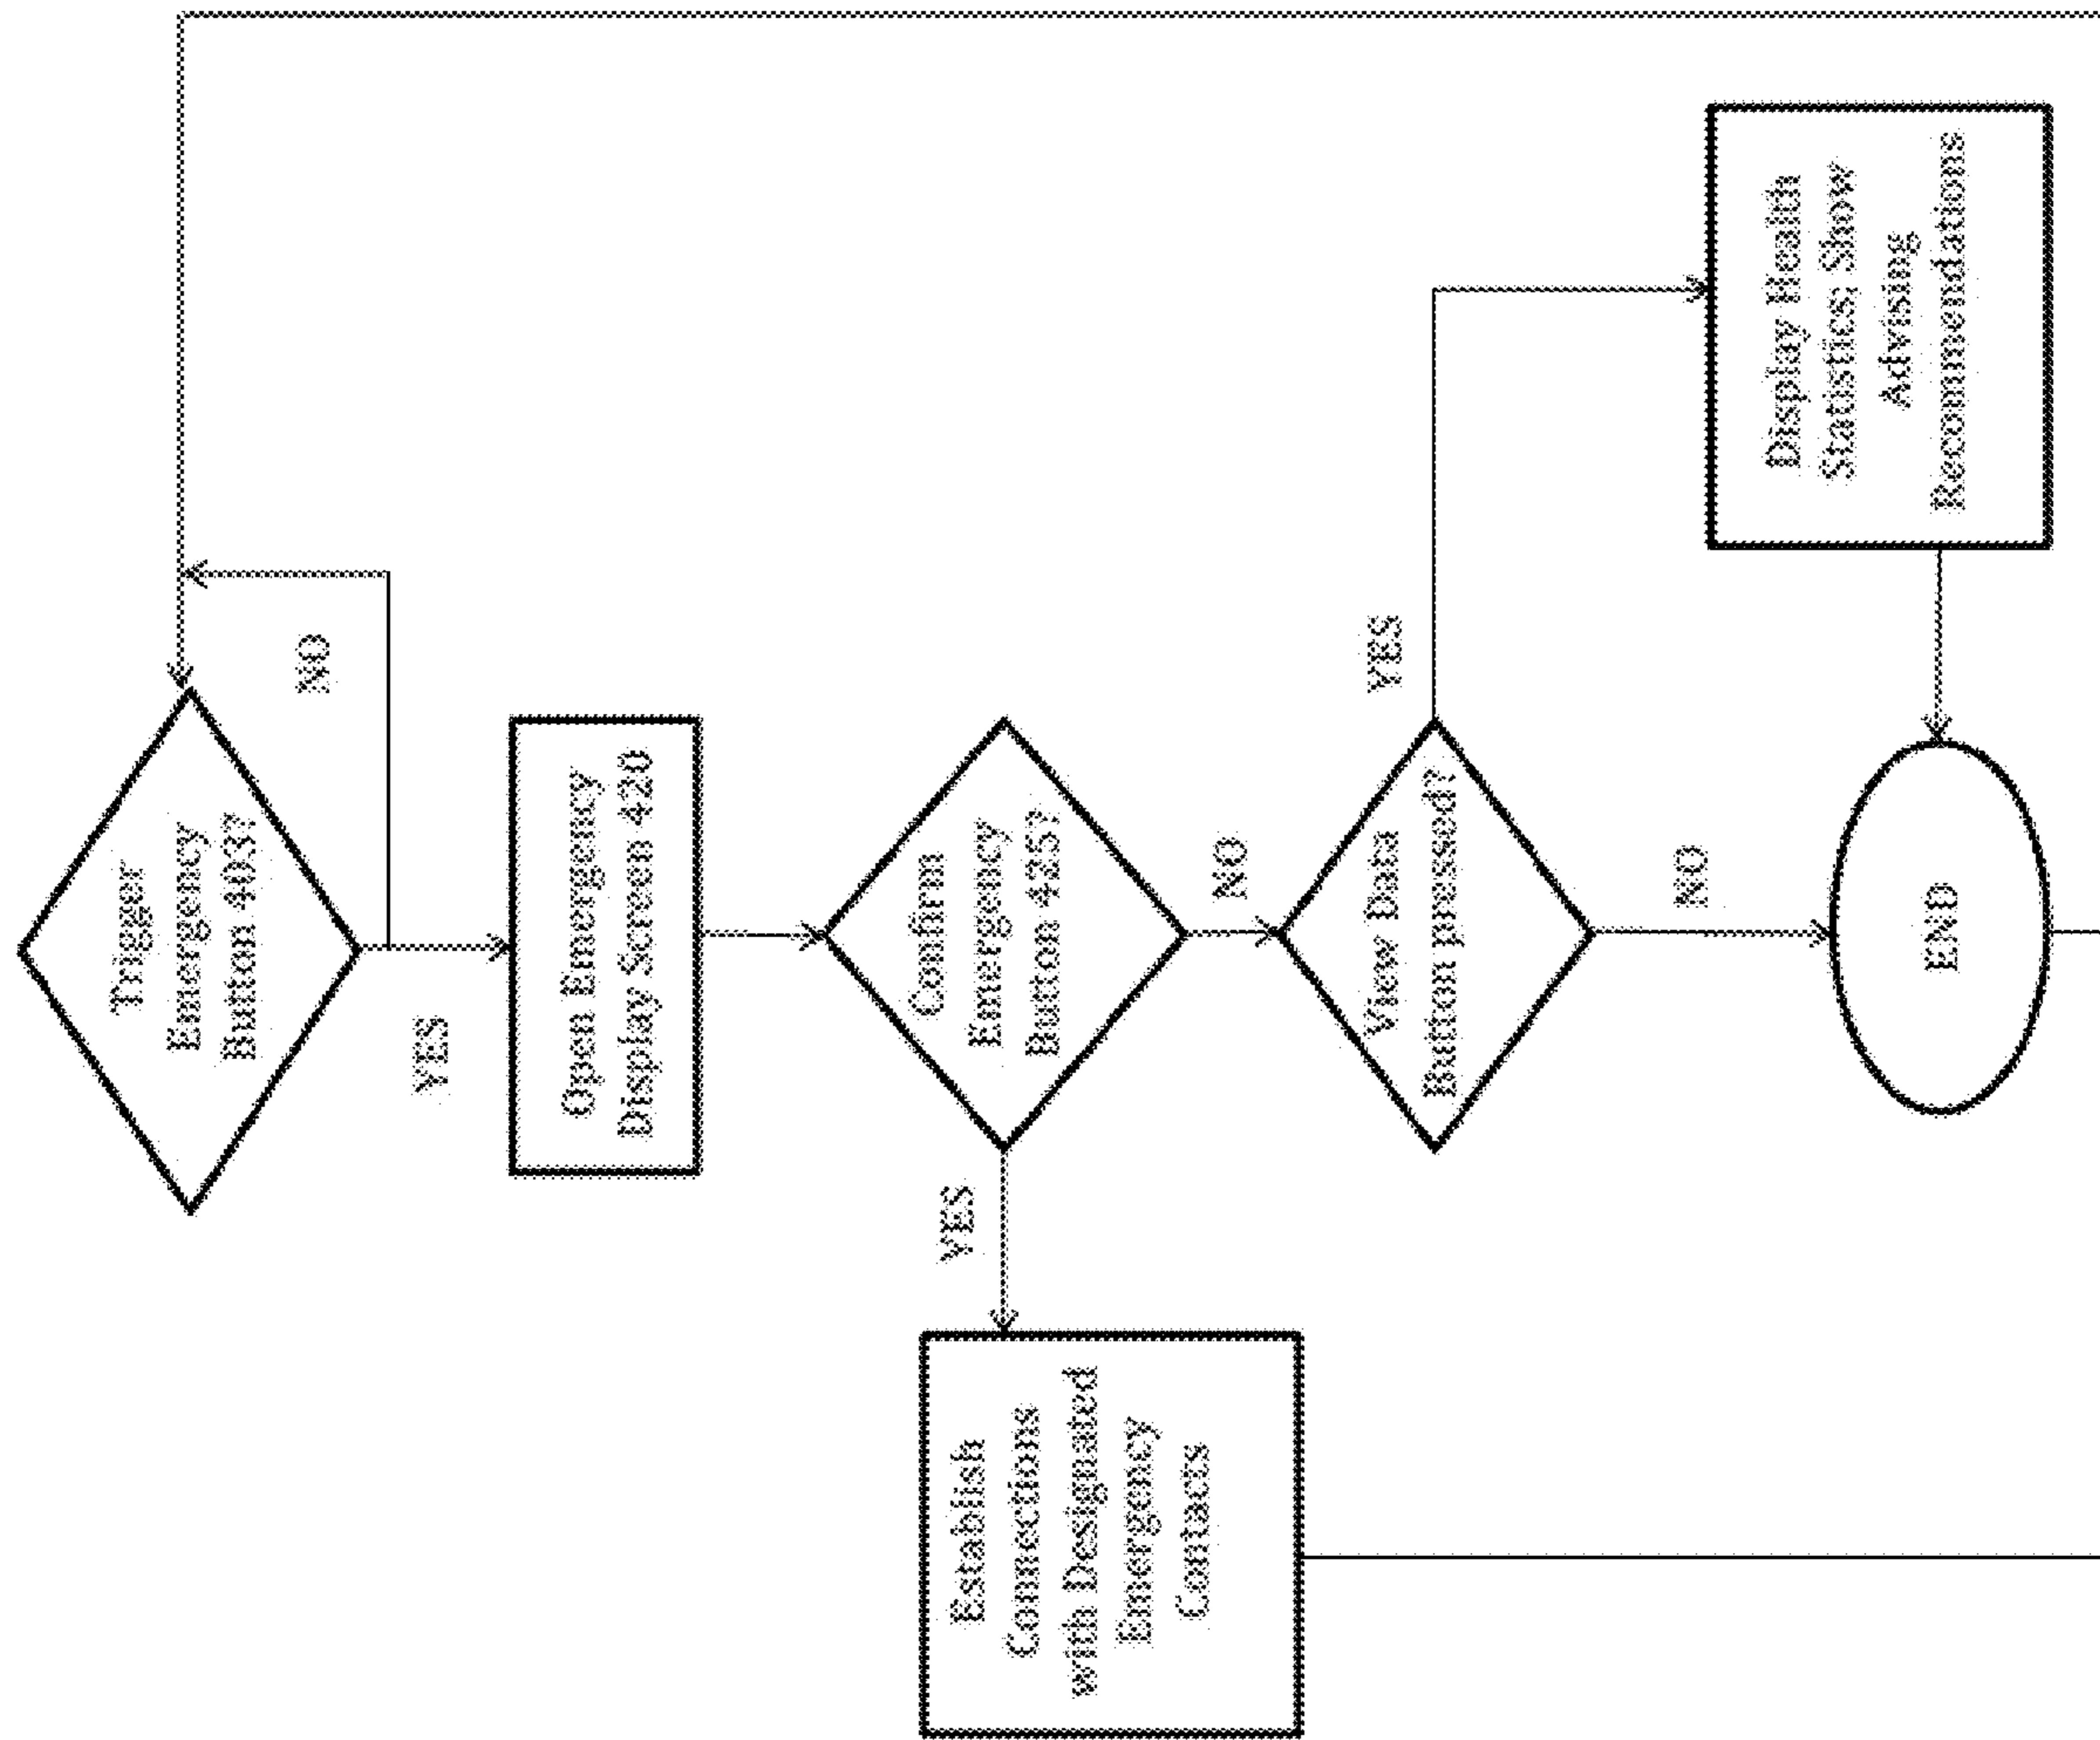 Trigger
Emergency
Button 403?
NO
YES
Open Emergency
Display Screen 420
Confirm
Emergency
Button 425?
YES
Establish
Connections
with Designated
Emergency
Contacts
NO
View Data
Button pressed?
YES
Display Health
Statistics; Show
Advising
Recommendations
NO
END